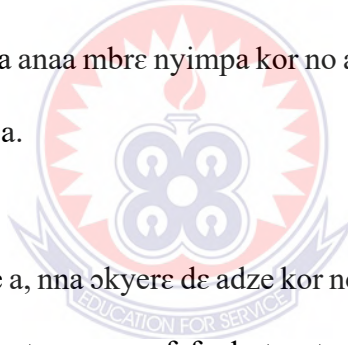 a anaa mbrɛ nyimpa kor no a
a.
a, nna ɔkyerɛ dɛ adze kor no
EDUCATION FOR SERVICE